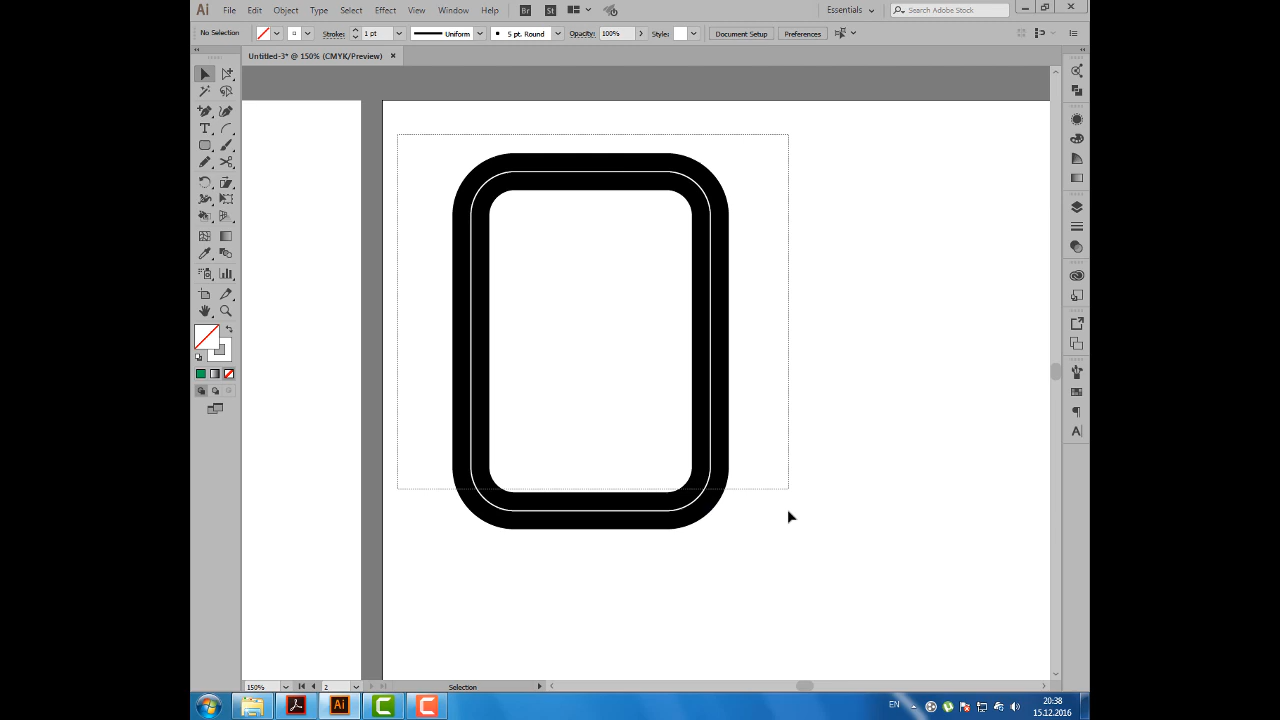 Ai File Edit Object Type Select Effect View Window Help Br St Essentials Search Adobe Stock
No Selection Stroke: 1 pt Uniform 5 pt. Round Opacity: 100% Style: Document Setup Preferences
Untitled-3* @ 150% (CMYK/Preview)
150% 2 Selection
Ai EN 20:38
15.12.2016